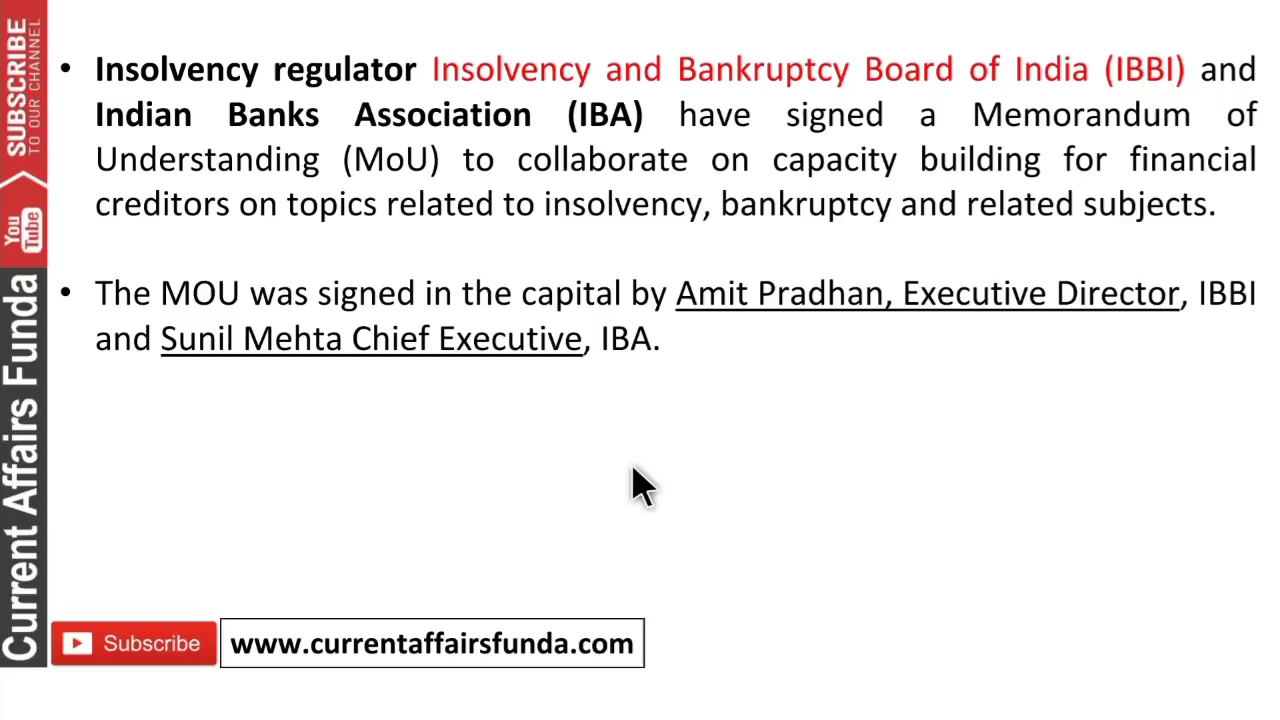 • Insolvency regulator Insolvency and Bankruptcy Board of India (IBBI) and
Indian Banks Association (IBA) have signed a Memorandum of
Understanding (MoU) to collaborate on capacity building for financial
creditors on topics related to insolvency, bankruptcy and related subjects.
• The MOU was signed in the capital by Amit Pradhan, Executive Director, IBBI
and Sunil Mehta Chief Executive, IBA.
SUBSCRIBE
TO OUR CHANNEL
You
Tube
Current Affairs Funda
Subscribe
www.currentaffairsfunda.com